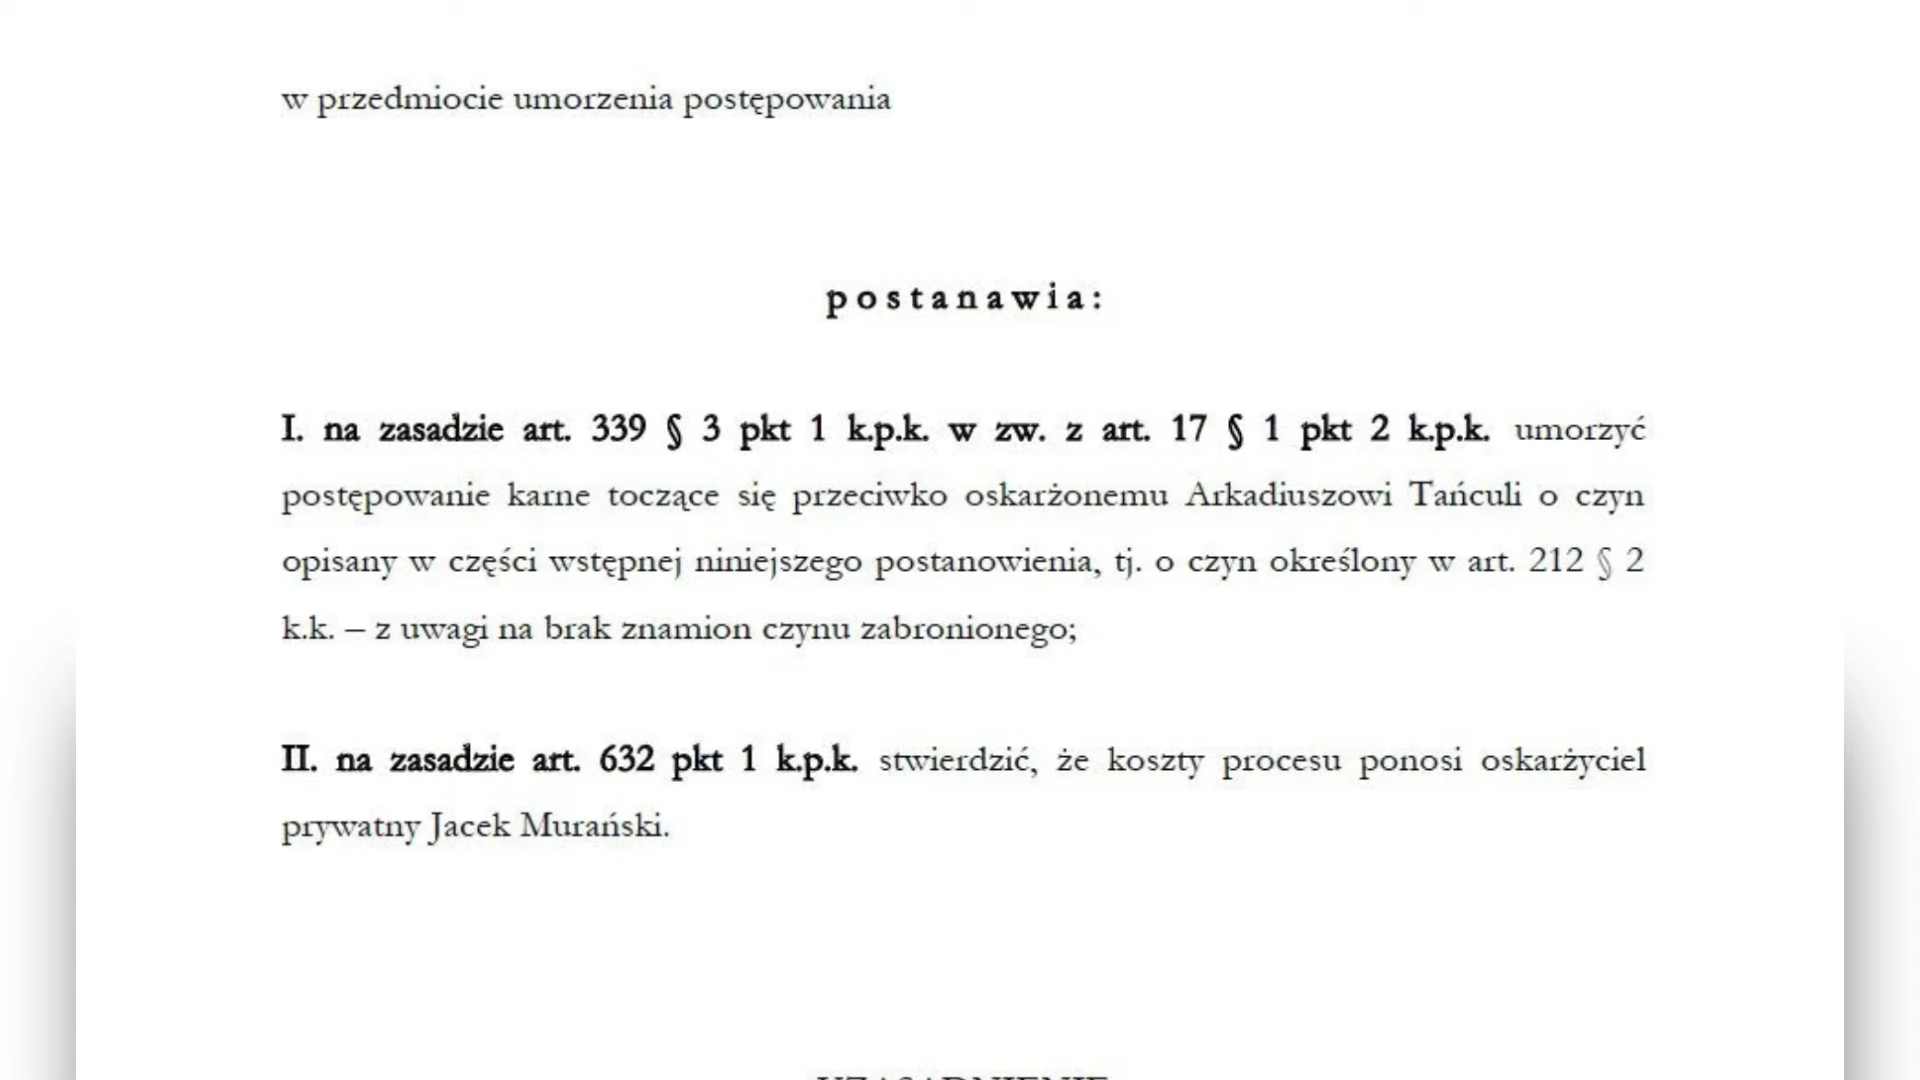 w przedmiocie umorzenia postępowania
postanawia:
I. na zasadzie art. 339 § 3 pkt 1 k.p.k. w zw. z art. 17 § 1 pkt 2 k.p.k. umorzyć
postępowanie karne toczące się przeciwko oskarżonemu Arkadiuszowi Tańculi o czyn
opisany w części wstępnej niniejszego postanowienia, tj. o czyn określony w art. 212 § 2
k.k. – z uwagi na brak znamion czynu zabronionego;
II. na zasadzie art. 632 pkt 1 k.p.k. stwierdzić, że koszty procesu ponosi oskarżyciel
prywatny Jacek Murański.
UZASADNIENIE